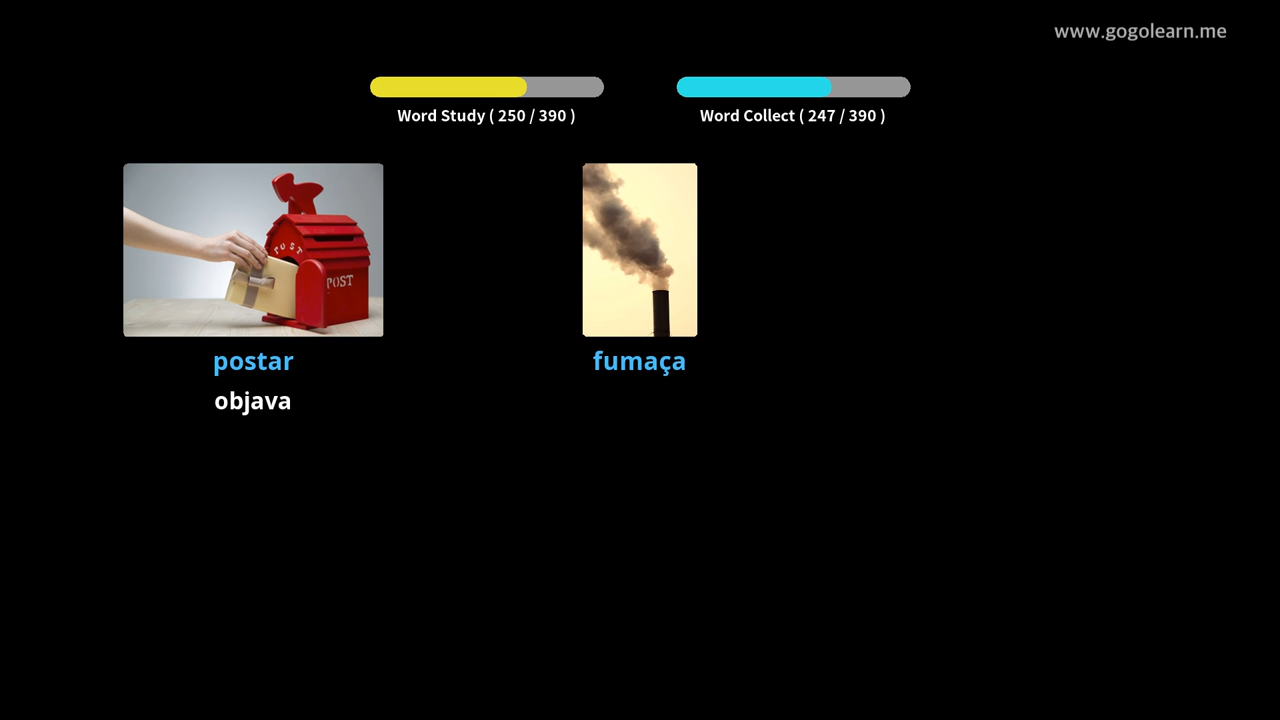 www.gogolearn.me
Word Study ( 250 / 390 )
Word Collect ( 247 / 390 )
POST
POST
postar
fumaça
objava